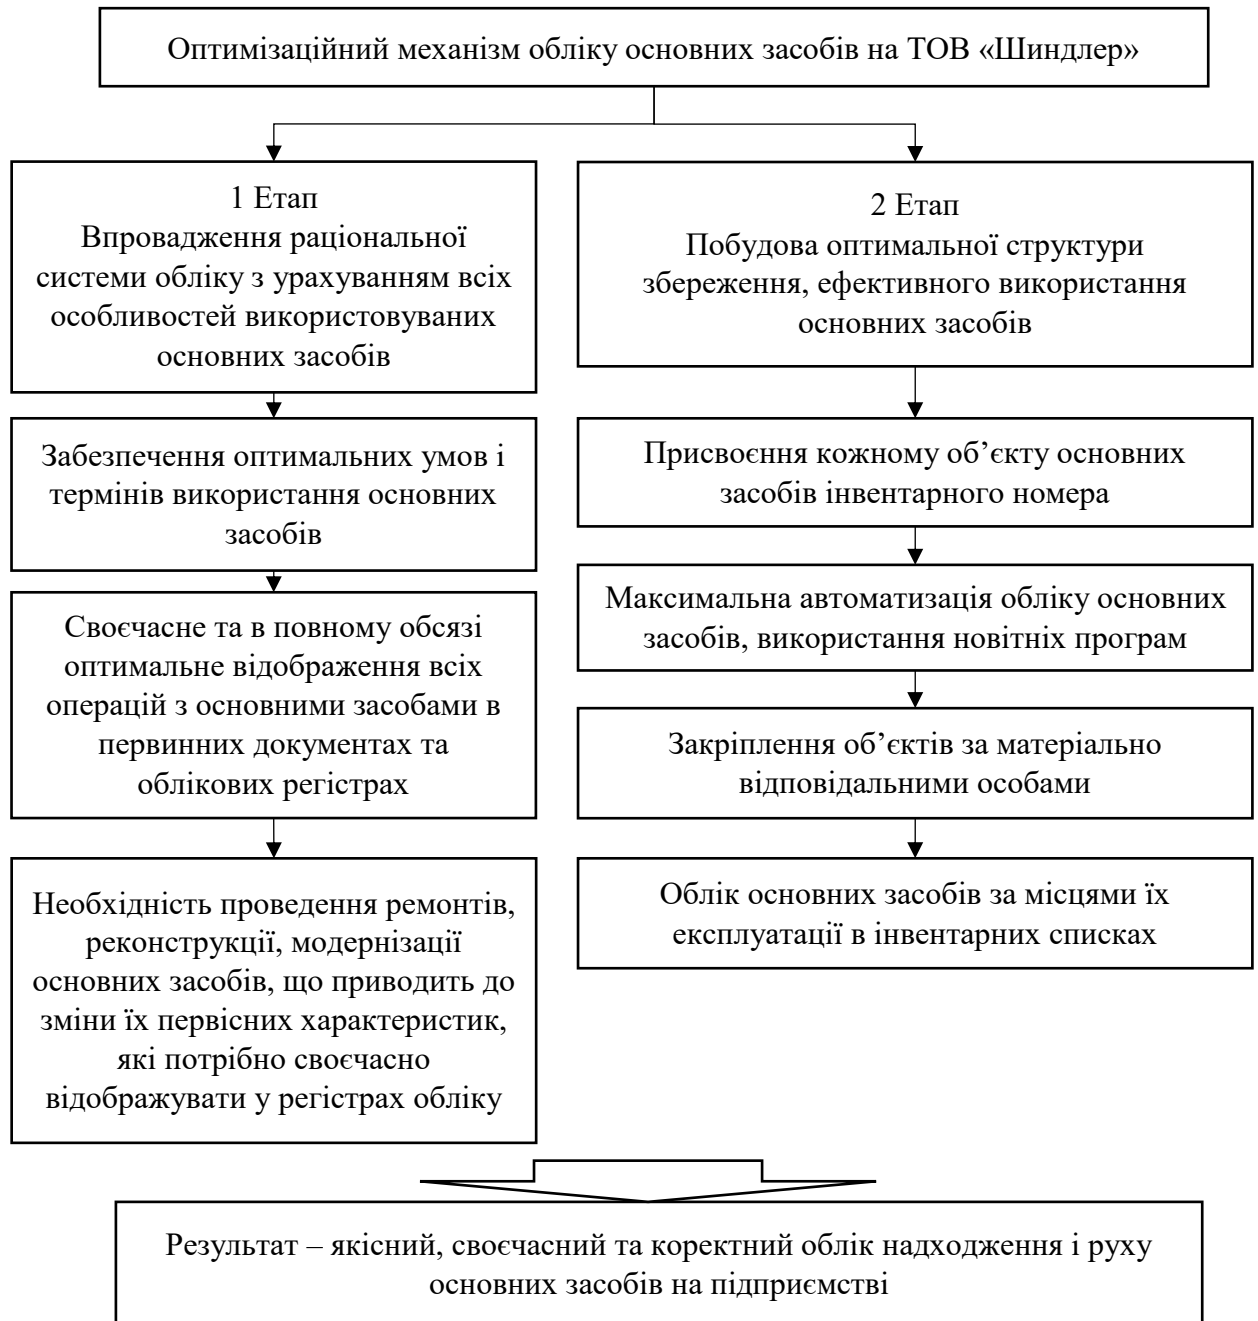 Оптимізаційний механізм обліку основних засобів на ТОВ «Шиндлер»
1 Етап
Впровадження раціональної
системи обліку з урахуванням всіх
особливостей використовуваних
основних засобів
Забезпечення оптимальних умов і
термінів використання основних
засобів
Своєчасне та в повному обсязі
оптимальне відображення всіх
операцій з основними засобами в
первинних документах та
облікових регістрах
Необхідність проведення ремонтів,
реконструкції, модернізації
основних засобів, що приводить до
зміни їх первісних характеристик,
які потрібно своєчасно
відображувати у регістрах обліку
2 Етап
Побудова оптимальної структури
збереження, ефективного використання
основних засобів
Присвоєння кожному об’єкту основних
засобів інвентарного номера
Максимальна автоматизація обліку основних
засобів, використання новітніх програм
Закріплення об’єктів за матеріально
відповідальними особами
Облік основних засобів за місцями їх
експлуатації в інвентарних списках
Результат – якісний, своєчасний та коректний облік надходження і руху
основних засобів на підприємстві